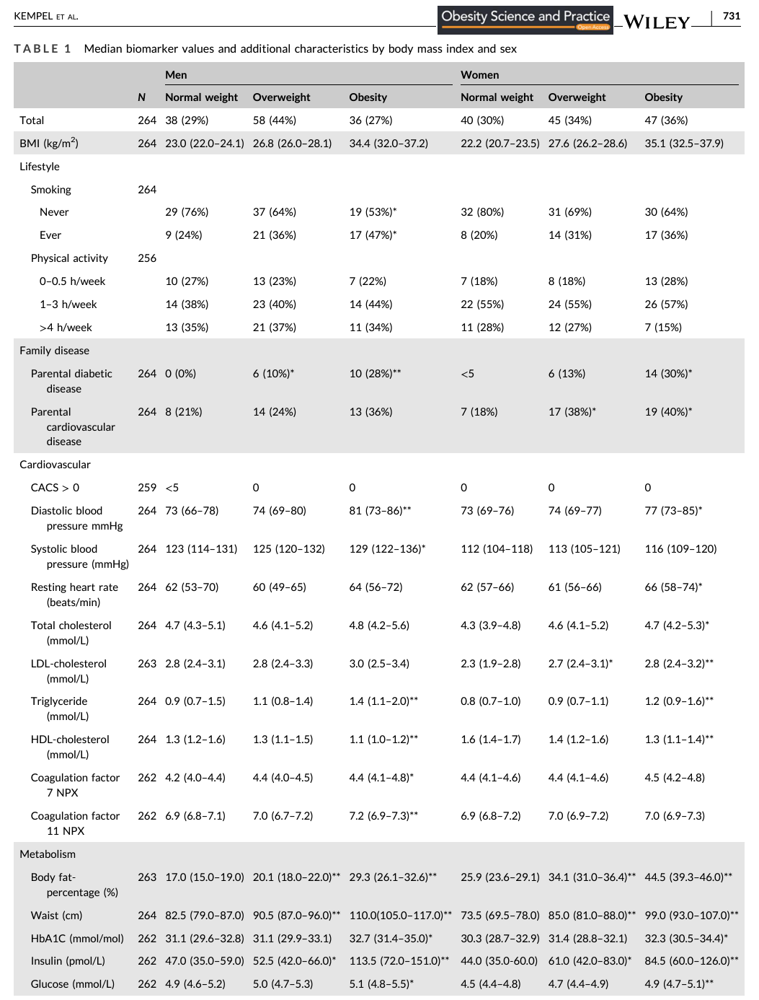 KEMPEL ET AL.
Obesity Science and Practice
Open Access
WILEY
731
TABLE 1 Median biomarker values and additional characteristics by body mass index and sex
Men Women
N Normal weight Overweight Obesity Normal weight Overweight Obesity
Total 264 38 (29%) 58 (44%) 36 (27%) 40 (30%) 45 (34%) 47 (36%)
BMI (kg/m²) 264 23.0 (22.0–24.1) 26.8 (26.0–28.1) 34.4 (32.0–37.2) 22.2 (20.7–23.5) 27.6 (26.2–28.6) 35.1 (32.5–37.9)
Lifestyle
Smoking 264
Never 29 (76%) 37 (64%) 19 (53%)* 32 (80%) 31 (69%) 30 (64%)
Ever 9 (24%) 21 (36%) 17 (47%)* 8 (20%) 14 (31%) 17 (36%)
Physical activity 256
0–0.5 h/week 10 (27%) 13 (23%) 7 (22%) 7 (18%) 8 (18%) 13 (28%)
1–3 h/week 14 (38%) 23 (40%) 14 (44%) 22 (55%) 24 (55%) 26 (57%)
>4 h/week 13 (35%) 21 (37%) 11 (34%) 11 (28%) 12 (27%) 7 (15%)
Family disease
Parental diabetic 264 0 (0%) 6 (10%)* 10 (28%)** <5 6 (13%) 14 (30%)*
disease
Parental 264 8 (21%) 14 (24%) 13 (36%) 7 (18%) 17 (38%)* 19 (40%)*
cardiovascular
disease
Cardiovascular
CACS > 0 259 <5 0 0 0 0 0
Diastolic blood 264 73 (66–78) 74 (69–80) 81 (73–86)** 73 (69–76) 74 (69–77) 77 (73–85)*
pressure mmHg
Systolic blood 264 123 (114–131) 125 (120–132) 129 (122–136)* 112 (104–118) 113 (105–121) 116 (109–120)
pressure (mmHg)
Resting heart rate 264 62 (53–70) 60 (49–65) 64 (56–72) 62 (57–66) 61 (56–66) 66 (58–74)*
(beats/min)
Total cholesterol 264 4.7 (4.3–5.1) 4.6 (4.1–5.2) 4.8 (4.2–5.6) 4.3 (3.9–4.8) 4.6 (4.1–5.2) 4.7 (4.2–5.3)*
(mmol/L)
LDL-cholesterol 263 2.8 (2.4–3.1) 2.8 (2.4–3.3) 3.0 (2.5–3.4) 2.3 (1.9–2.8) 2.7 (2.4–3.1)* 2.8 (2.4–3.2)**
(mmol/L)
Triglyceride 264 0.9 (0.7–1.5) 1.1 (0.8–1.4) 1.4 (1.1–2.0)** 0.8 (0.7–1.0) 0.9 (0.7–1.1) 1.2 (0.9–1.6)**
(mmol/L)
HDL-cholesterol 264 1.3 (1.2–1.6) 1.3 (1.1–1.5) 1.1 (1.0–1.2)** 1.6 (1.4–1.7) 1.4 (1.2–1.6) 1.3 (1.1–1.4)**
(mmol/L)
Coagulation factor 262 4.2 (4.0–4.4) 4.4 (4.0–4.5) 4.4 (4.1–4.8)* 4.4 (4.1–4.6) 4.4 (4.1–4.6) 4.5 (4.2–4.8)
7 NPX
Coagulation factor 262 6.9 (6.8–7.1) 7.0 (6.7–7.2) 7.2 (6.9–7.3)** 6.9 (6.8–7.2) 7.0 (6.9–7.2) 7.0 (6.9–7.3)
11 NPX
Metabolism
Body fat- 263 17.0 (15.0–19.0) 20.1 (18.0–22.0)** 29.3 (26.1–32.6)** 25.9 (23.6–29.1) 34.1 (31.0–36.4)** 44.5 (39.3–46.0)**
percentage (%)
Waist (cm) 264 82.5 (79.0–87.0) 90.5 (87.0–96.0)** 110.0(105.0–117.0)** 73.5 (69.5–78.0) 85.0 (81.0–88.0)** 99.0 (93.0–107.0)**
HbA1C (mmol/mol) 262 31.1 (29.6–32.8) 31.1 (29.9–33.1) 32.7 (31.4–35.0)* 30.3 (28.7–32.9) 31.4 (28.8–32.1) 32.3 (30.5–34.4)*
Insulin (pmol/L) 262 47.0 (35.0–59.0) 52.5 (42.0–66.0)* 113.5 (72.0–151.0)** 44.0 (35.0-60.0) 61.0 (42.0–83.0)* 84.5 (60.0–126.0)**
Glucose (mmol/L) 262 4.9 (4.6–5.2) 5.0 (4.7–5.3) 5.1 (4.8–5.5)* 4.5 (4.4–4.8) 4.7 (4.4–4.9) 4.9 (4.7–5.1)**